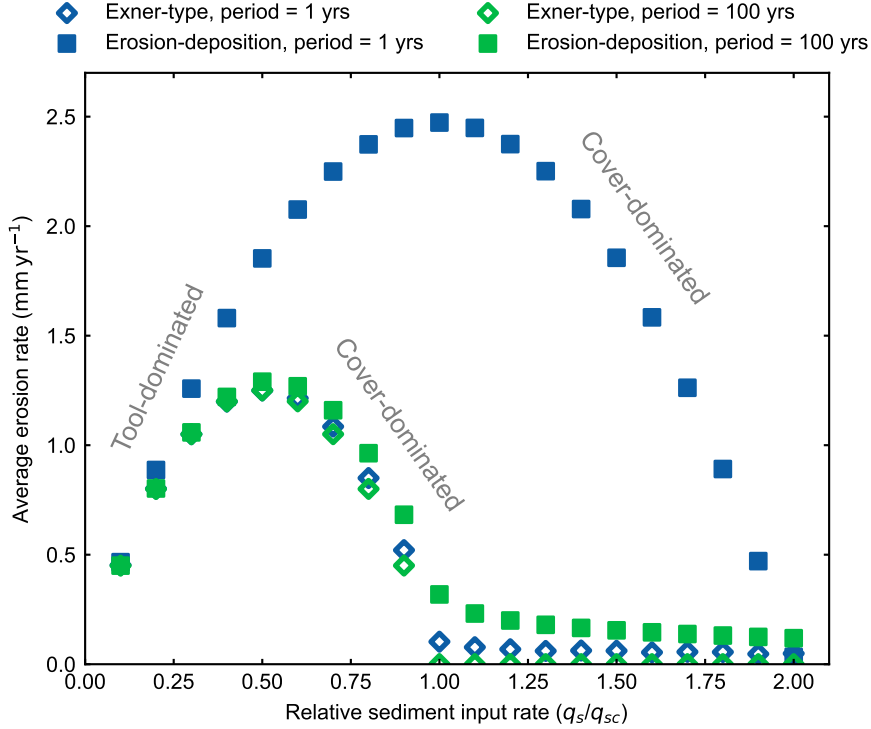 Exner-type, period = 1 yrs
Exner-type, period = 100 yrs
Erosion-deposition, period = 1 yrs
Erosion-deposition, period = 100 yrs
2.5
2.0
1.5
1.0
0.5
0.0
Average erosion rate (mm yr⁻¹)
Tool-dominated
Cover-dominated
Cover-dominated
0.00
0.25
0.50
0.75
1.00
1.25
1.50
1.75
2.00
Relative sediment input rate (qs/qsc)